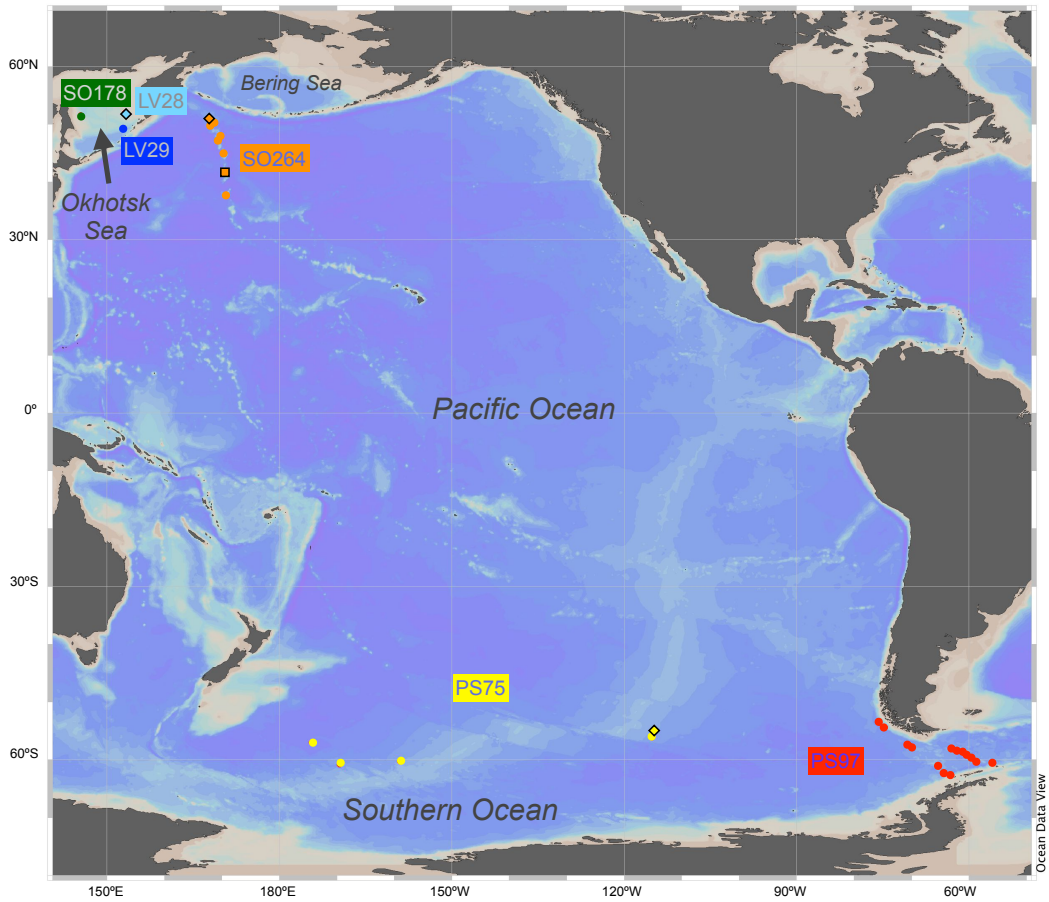 60ºN
Bering Sea
SO178
LV28
LV29
SO264
Okhotsk
Sea
30ºN
Pacific Ocean
0º
30ºS
PS75
60ºS
PS97
Southern Ocean
Ocean Data View
150ºE
180ºE
150ºW
120ºW
90ºW
60ºW